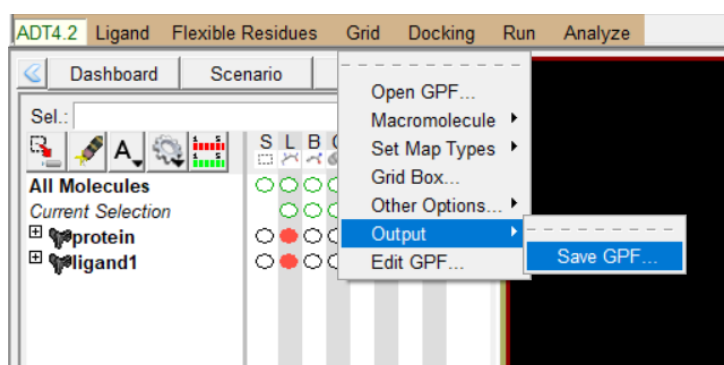 ADT4.2 Ligand Flexible Residues Grid Docking Run Analyze
Dashboard Scenario
Open GPF...
Sel.:
Macromolecule
A
S L B
Set Map Types
All Molecules
Grid Box...
Current Selection
Other Options...
protein
Output
Save GPF...
ligand1
Edit GPF...